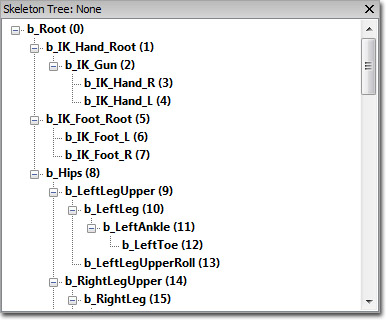 Skeleton Tree: None
b_Root (0)
b_IK_Hand_Root (1)
b_IK_Gun (2)
b_IK_Hand_R (3)
b_IK_Hand_L (4)
b_IK_Foot_Root (5)
b_IK_Foot_L (6)
b_IK_Foot_R (7)
b_Hips (8)
b_LeftLegUpper (9)
b_LeftLeg (10)
b_LeftAnkle (11)
b_LeftToe (12)
b_LeftLegUpperRoll (13)
b_RightLegUpper (14)
b_RightLeg (15)